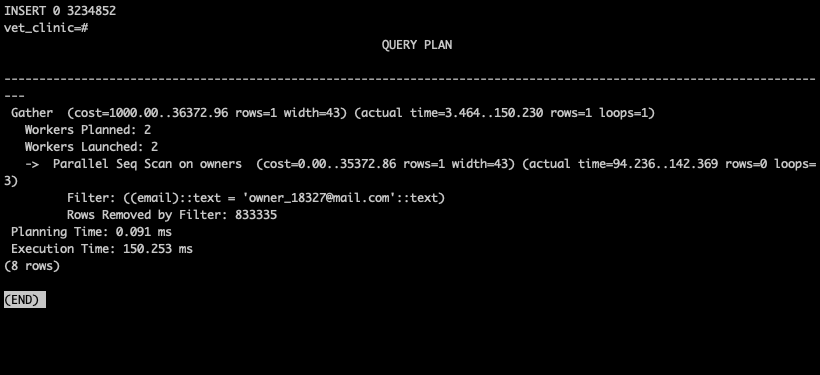 INSERT 0 3234852
vet_clinic=#
QUERY PLAN
--------------------------------------------------------------------------------------------------------------------
---
Gather  (cost=1000.00..36372.96 rows=1 width=43) (actual time=3.464..150.230 rows=1 loops=1)
Workers Planned: 2
Workers Launched: 2
->  Parallel Seq Scan on owners  (cost=0.00..35372.86 rows=1 width=43) (actual time=94.236..142.369 rows=0 loops=
3)
Filter: ((email)::text = 'owner_18327@mail.com'::text)
Rows Removed by Filter: 833335
Planning Time: 0.091 ms
Execution Time: 150.253 ms
(8 rows)
(END)